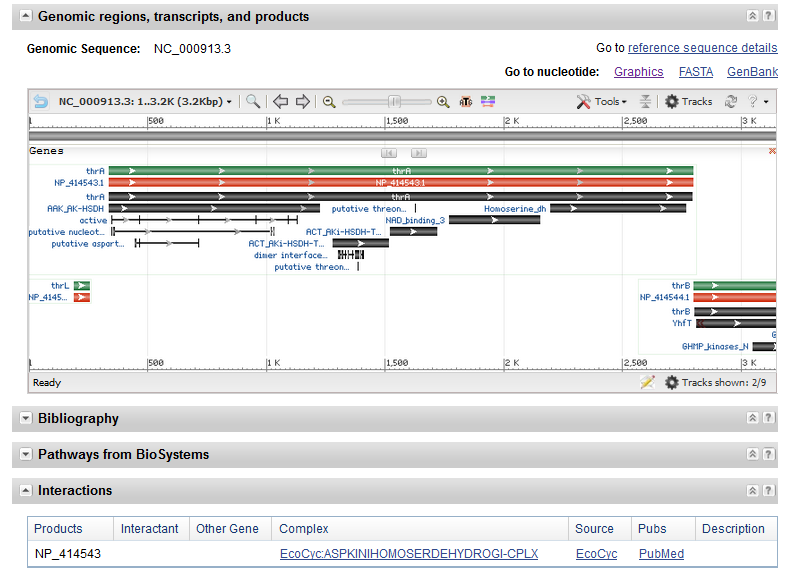 Genomic regions, transcripts, and products
Genomic Sequence: NC_000913.3
Go to reference sequence details
Go to nucleotide: Graphics FASTA GenBank
NC_000913.3: 1..3.2K (3.2Kbp) Tools Tracks ?
1 500 1 K 1,500 2 K 2,500 3 K
Genes
thrA thrA
NP_414543.1 NP_414543.1
thrA thrA
AAK_AK-HSDH putative threon... Homoserine_dh
active NAD_binding_3
putative nucleot... ACT_AKi-HSDH-T...
putative aspart... ACT_AKi-HSDH-T...
dimer interface...
putative threon...
thrL thrB
NP_4145... NP_414544.1
thrB
YhfT
G
GHMP_kinases_N
1 500 1 K 1,500 2 K 2,500 3 K
Ready Tracks shown: 2/9
Bibliography
Pathways from BioSystems
Interactions
Products Interactant Other Gene Complex Source Pubs Description
NP_414543 EcoCyc:ASPKINIHOMOSERDEHYDROGI-CPLX EcoCyc PubMed